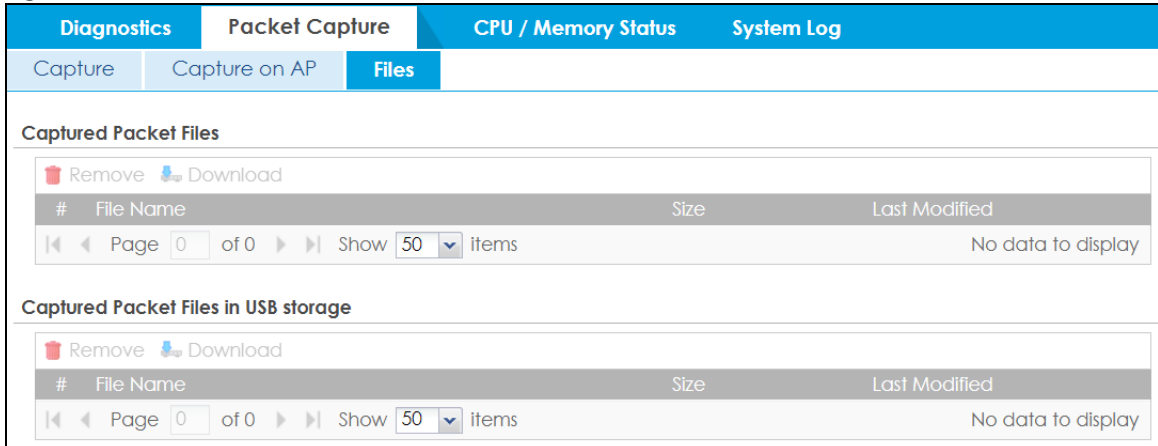 Diagnostics Packet Capture CPU / Memory Status System Log
Capture Capture on AP Files
Captured Packet Files
Remove Download
# File Name Size Last Modified
Page 0 of 0 Show 50 items No data to display
Captured Packet Files in USB storage
Remove Download
# File Name Size Last Modified
Page 0 of 0 Show 50 items No data to display